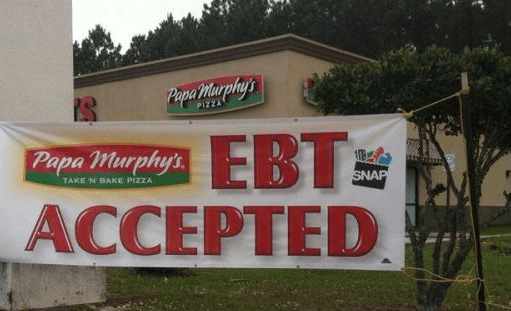 Papa Murphy's
PIZZA
S
Papa Murphy's
TAKE 'N' BAKE PIZZA
EBT
SNAP
ACCEPTED